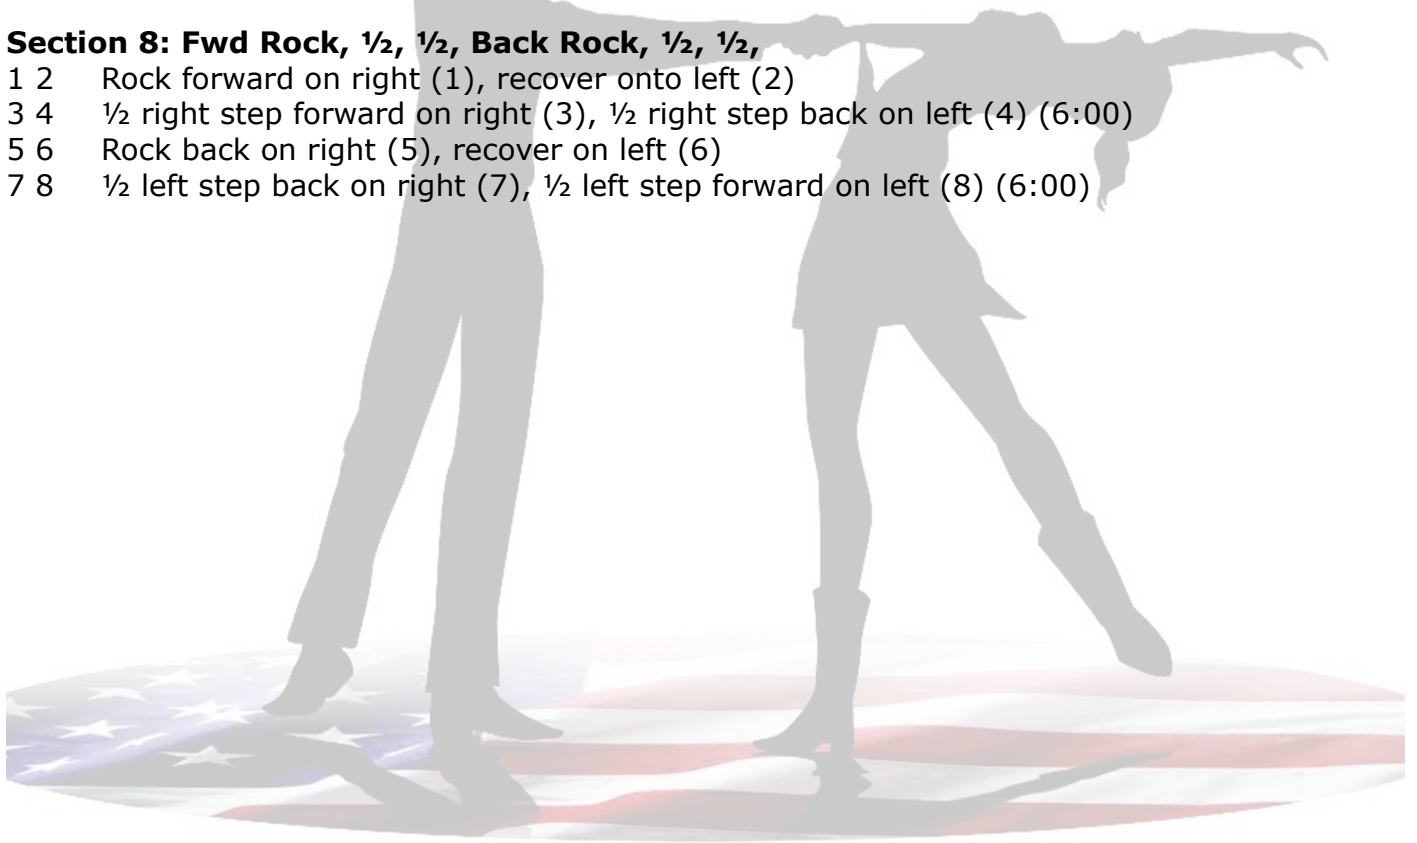 Section 8: Fwd Rock, ½, ½, Back Rock, ½, ½,
1 2 Rock forward on right (1), recover onto left (2)
3 4 ½ right step forward on right (3), ½ right step back on left (4) (6:00)
5 6 Rock back on right (5), recover on left (6)
7 8 ½ left step back on right (7), ½ left step forward on left (8) (6:00)